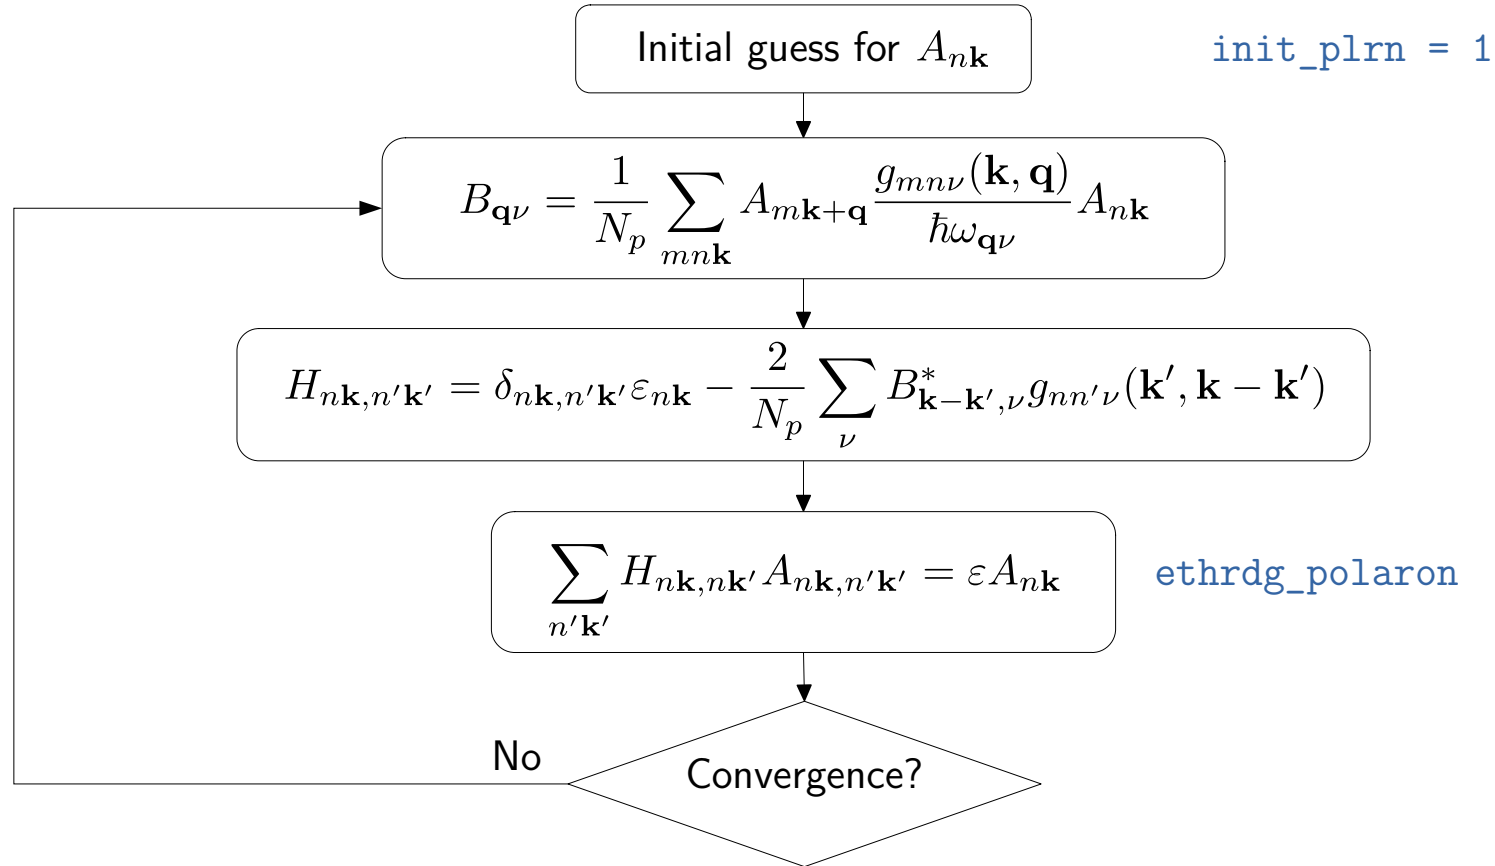 Initial guess for $A_{n\mathbf{k}}$
init_plrn = 1
$B_{\mathbf{q}\nu} = \frac{1}{N_p} \sum_{mn\mathbf{k}} A_{m\mathbf{k}+\mathbf{q}} \frac{g_{mn\nu}(\mathbf{k},\mathbf{q})}{\hbar\omega_{\mathbf{q}\nu}} A_{n\mathbf{k}}$
$H_{n\mathbf{k},n'\mathbf{k}'} = \delta_{n\mathbf{k},n'\mathbf{k}'} \varepsilon_{n\mathbf{k}} - \frac{2}{N_p} \sum_{\nu} B^*_{\mathbf{k}-\mathbf{k}',\nu} g_{nn'\nu}(\mathbf{k}', \mathbf{k}-\mathbf{k}')$
$\sum_{n'\mathbf{k}'} H_{n\mathbf{k},n\mathbf{k}'} A_{n\mathbf{k},n'\mathbf{k}'} = \varepsilon A_{n\mathbf{k}}$
ethrdg_polaron
No
Convergence?